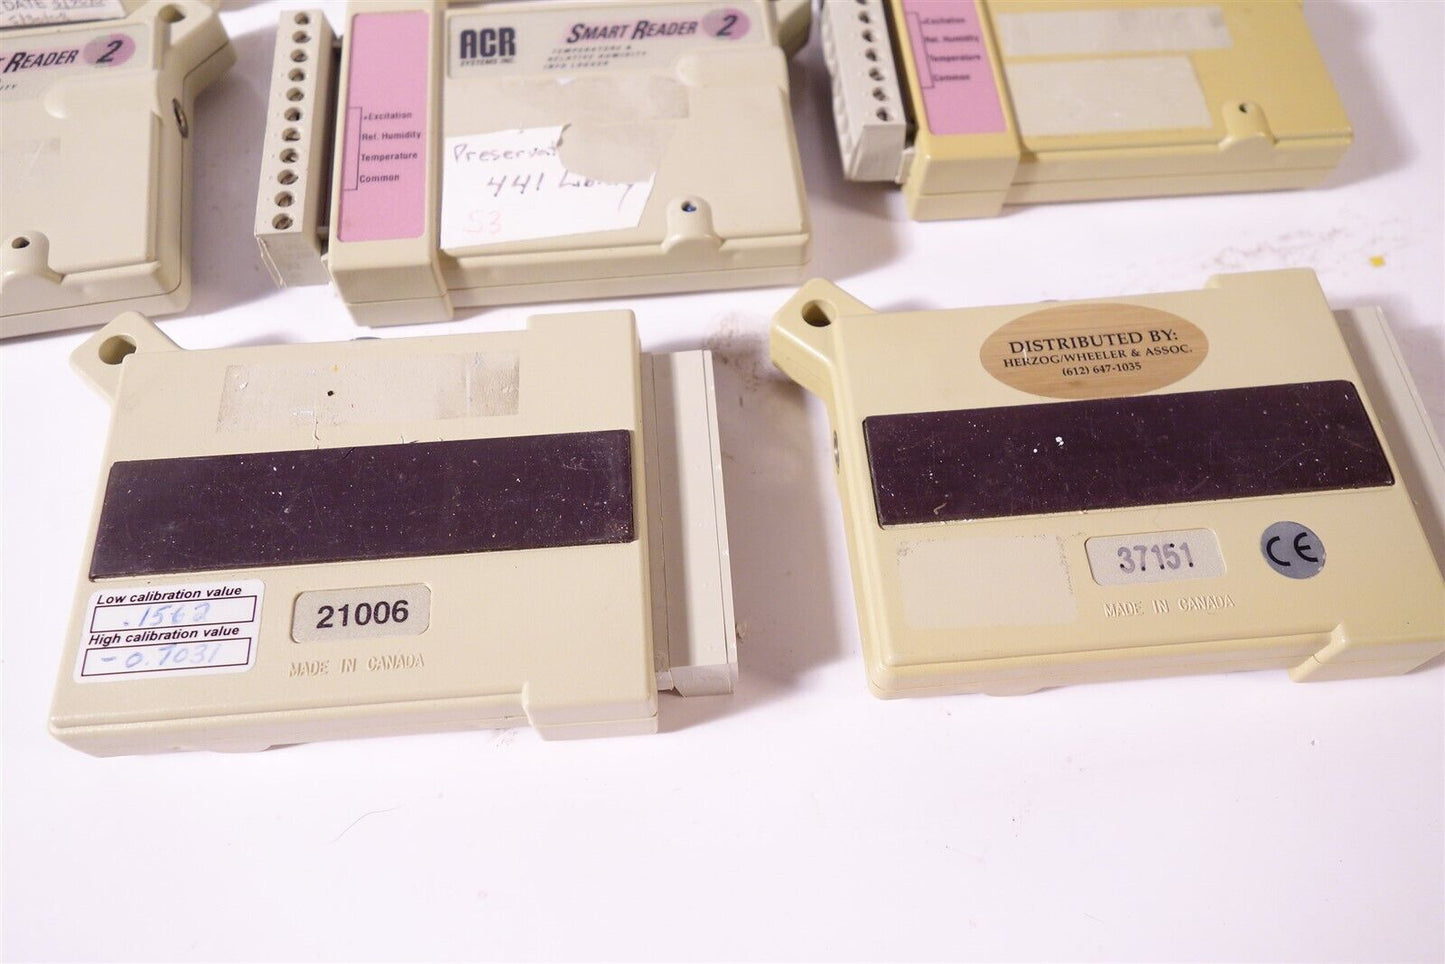 DATE
READER 2
ACR
SYSTEMS INC.
SMART READER 2
TEMPERATURE &
RELATIVE HUMIDITY
INFO LOGGER
+Excitation
Rel. Humidity
Temperature
Common
Preservat
441 Library
S3
+Excitation
Rel. Humidity
Temperature
Common
Low calibration value
.1562
High calibration value
-0.7031
21006
MADE IN CANADA
DISTRIBUTED BY:
HERZOG/WHEELER & ASSOC.
(612) 647-1035
37151
CE
MADE IN CANADA